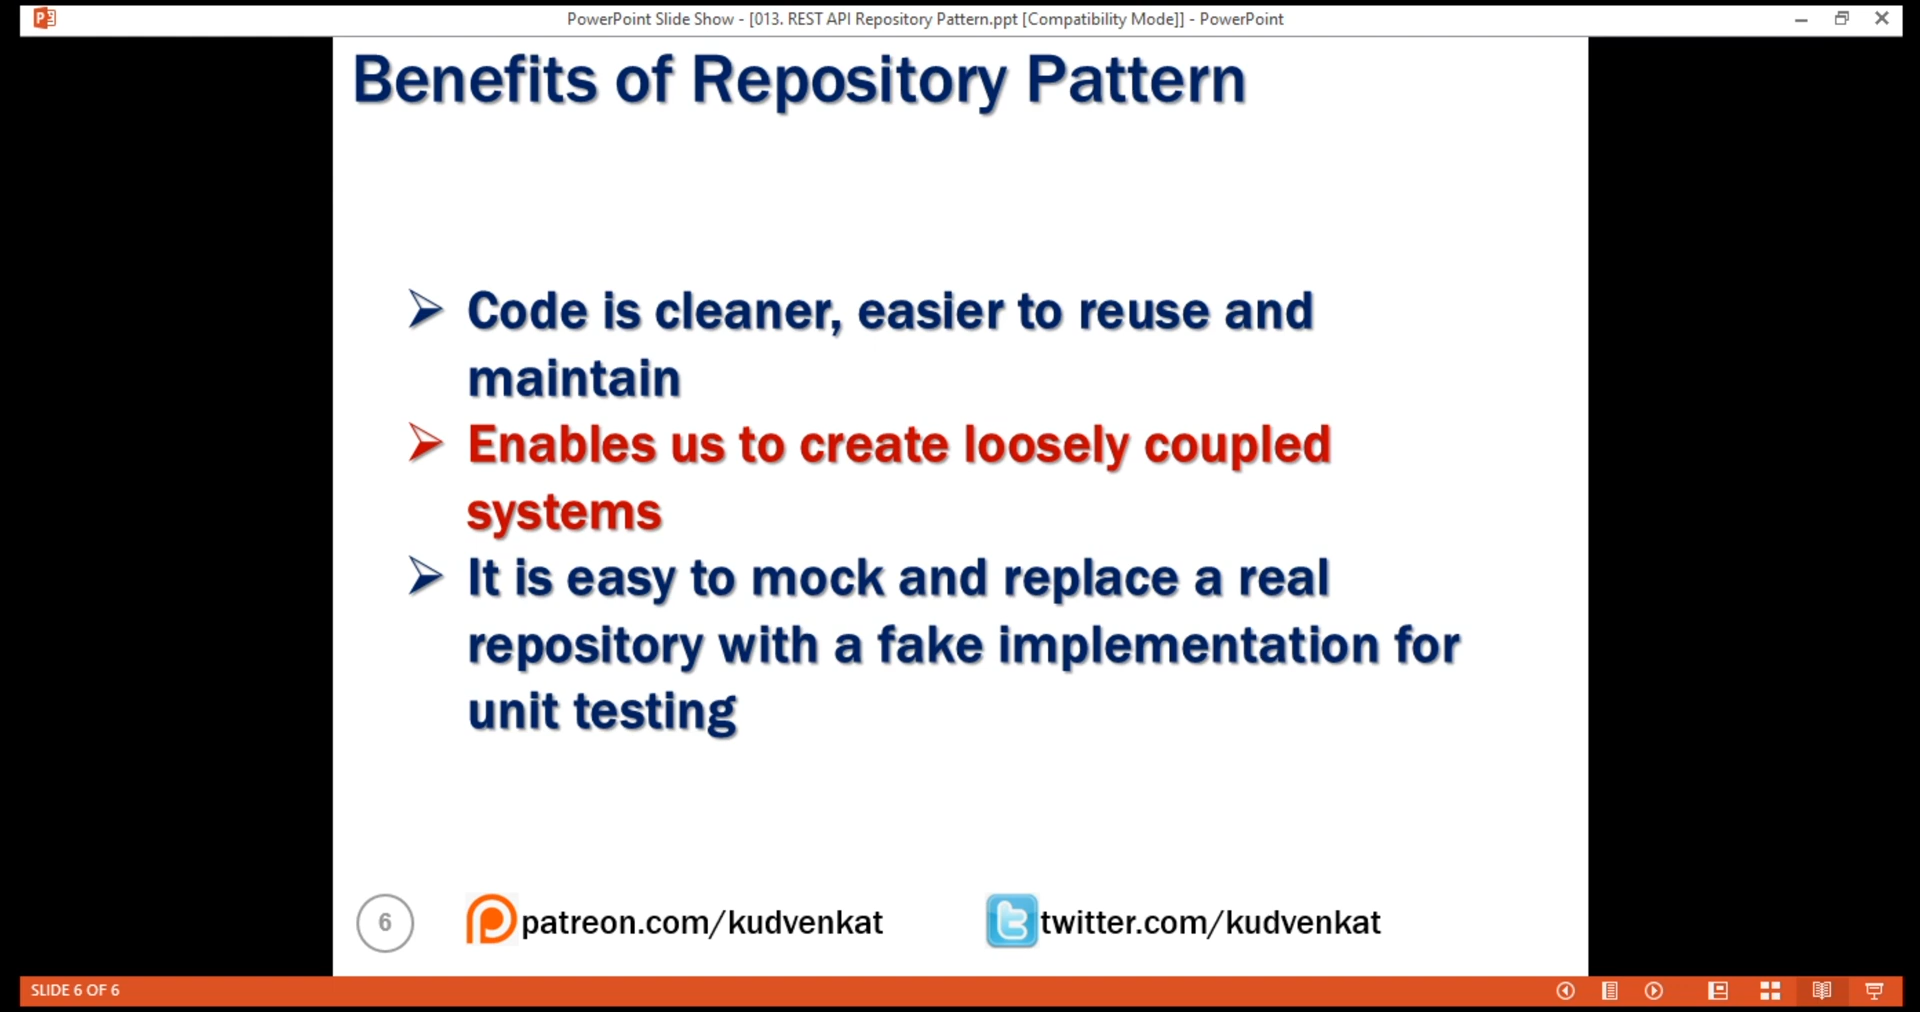 PowerPoint Slide Show - [013. REST API Repository Pattern.ppt [Compatibility Mode]] - PowerPoint
Benefits of Repository Pattern
Code is cleaner, easier to reuse and
maintain
Enables us to create loosely coupled
systems
It is easy to mock and replace a real
repository with a fake implementation for
unit testing
6
patreon.com/kudvenkat
twitter.com/kudvenkat
SLIDE 6 OF 6